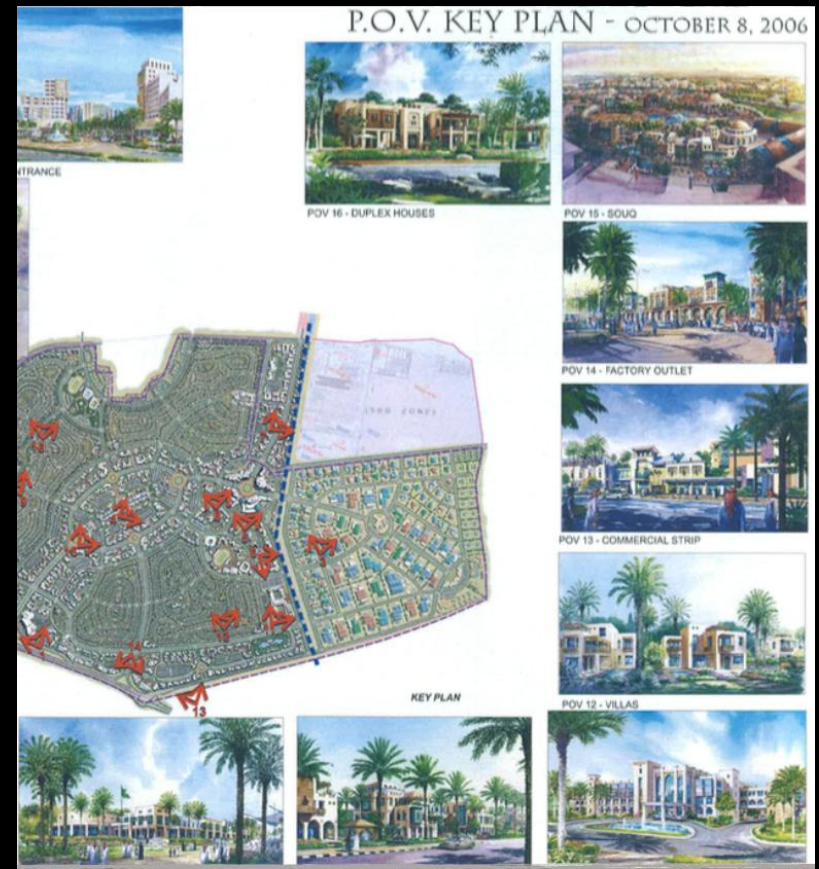 P.O.V. KEY PLAN - OCTOBER 8, 2006
NTRANCE
POV 16 - DUPLEX HOUSES
POV 15 - SOUQ
POV 14 - FACTORY OUTLET
POV 13 - COMMERCIAL STRIP
POV 12 - VILLAS
KEY PLAN
14
13